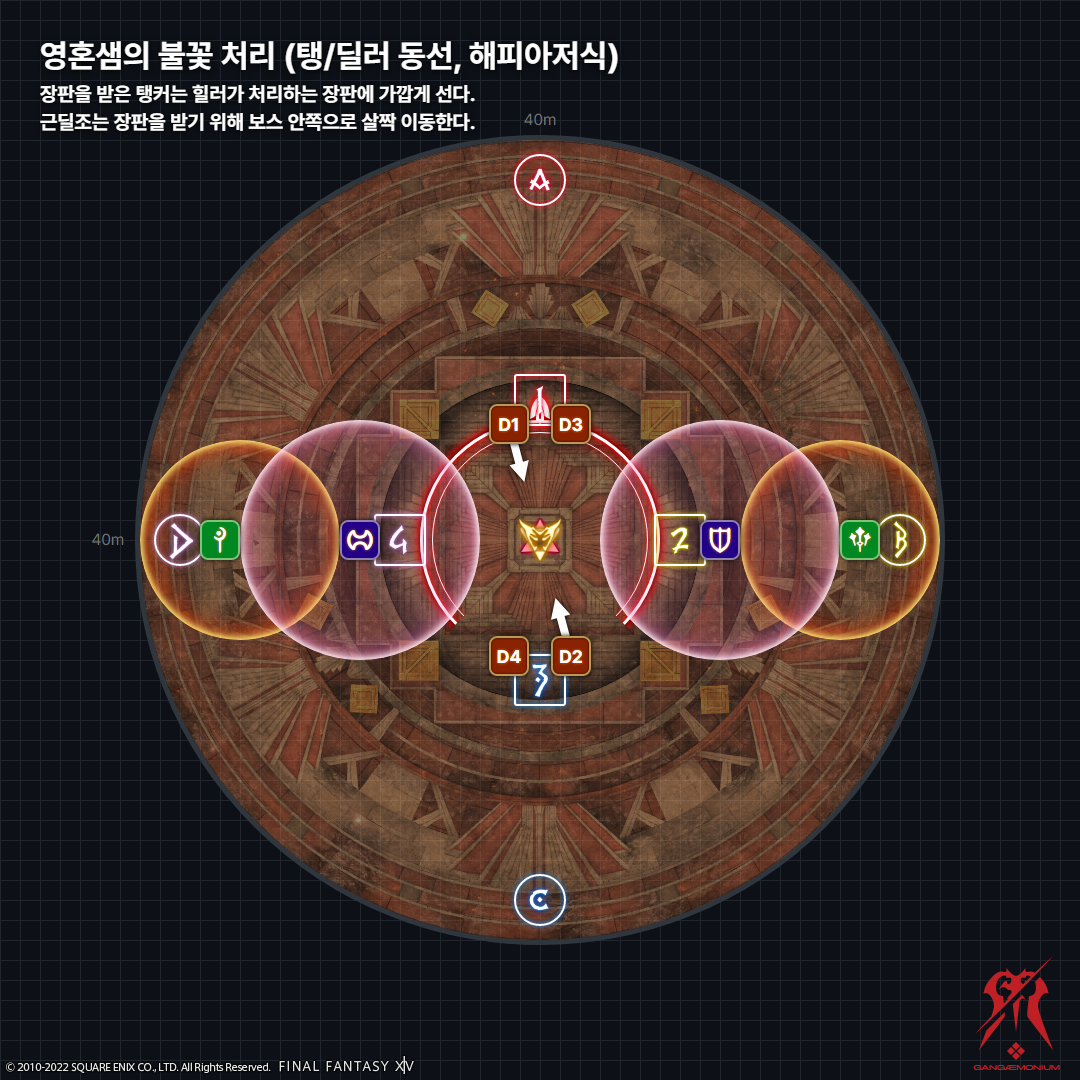 영혼샘의 불꽃 처리 (탱/딜러 동선, 해피아저식)
장판을 받은 탱커는 힐러가 처리하는 장판에 가깝게 선다.
근딜조는 장판을 받기 위해 보스 안쪽으로 살짝 이동한다.
40m
A
1
D1 D3
40m
D
4
2
B
D4 D2
3
C
GANGÆMONIUM
© 2010-2022 SQUARE ENIX CO., LTD. All Rights Reserved. FINAL FANTASY XIV